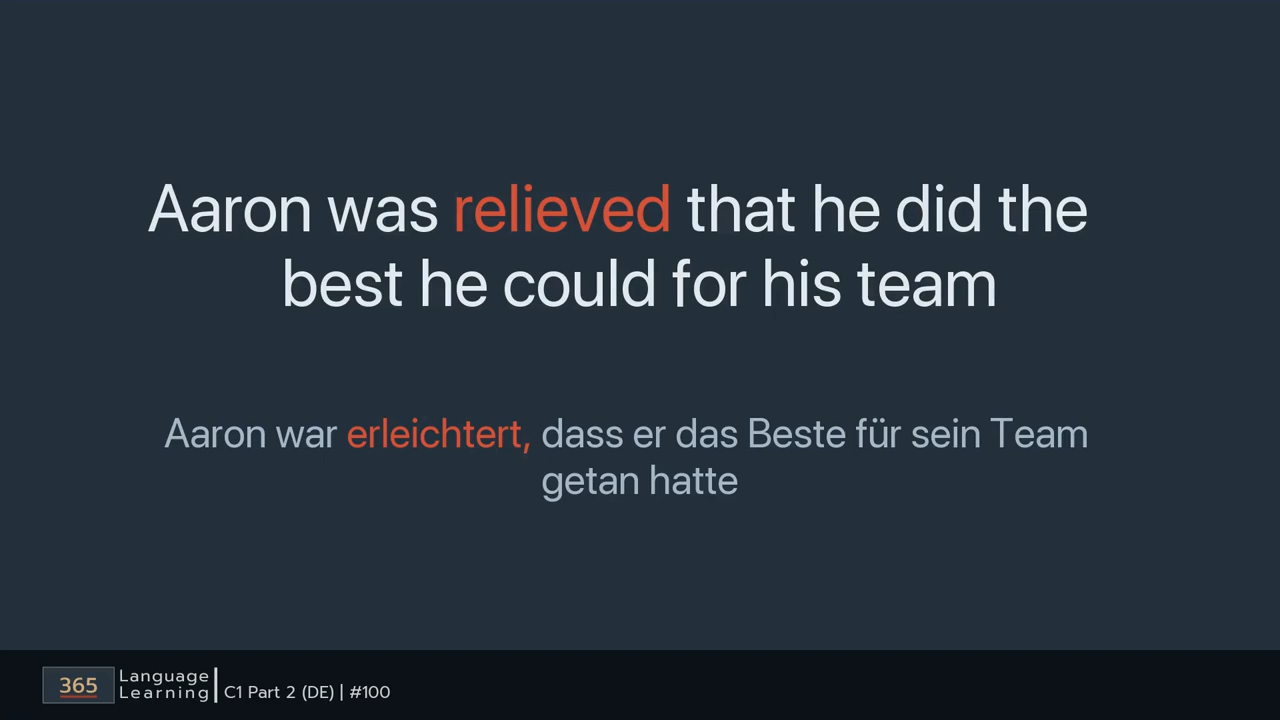 Aaron was relieved that he did the
best he could for his team
Aaron war erleichtert, dass er das Beste für sein Team
getan hatte
365
Language
Learning
C1 Part 2 (DE) | #100